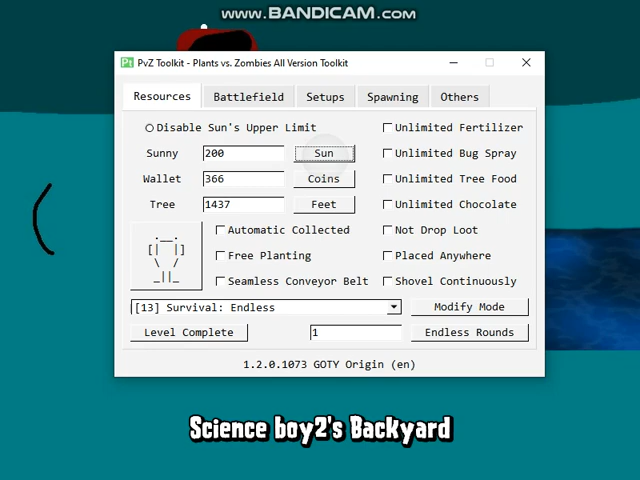 www.BANDICAM.com
Pt PvZ Toolkit - Plants vs. Zombies All Version Toolkit
Resources Battlefield Setups Spawning Others
Disable Sun's Upper Limit Unlimited Fertilizer
Sunny 200 Sun Unlimited Bug Spray
Wallet 366 Coins Unlimited Tree Food
Tree 1437 Feet Unlimited Chocolate
Automatic Collected Not Drop Loot
Free Planting Placed Anywhere
Seamless Conveyor Belt Shovel Continuously
[13] Survival: Endless Modify Mode
Level Complete 1 Endless Rounds
1.2.0.1073 GOTY Origin (en)
Science boy2's Backyard